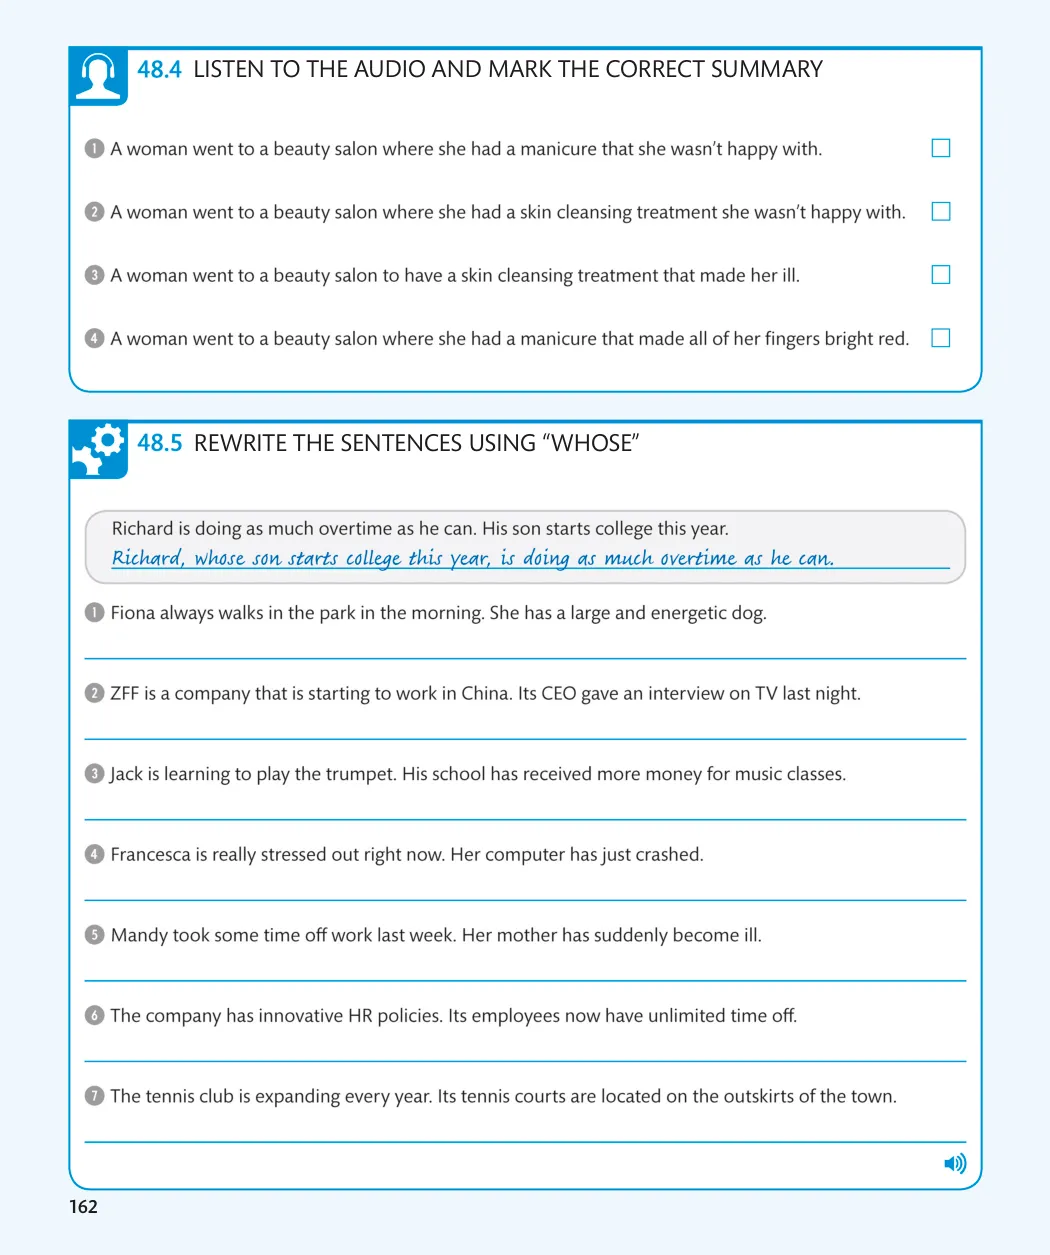 48.4 LISTEN TO THE AUDIO AND MARK THE CORRECT SUMMARY
1 A woman went to a beauty salon where she had a manicure that she wasn’t happy with.
2 A woman went to a beauty salon where she had a skin cleansing treatment she wasn’t happy with.
3 A woman went to a beauty salon to have a skin cleansing treatment that made her ill.
4 A woman went to a beauty salon where she had a manicure that made all of her fingers bright red.
48.5 REWRITE THE SENTENCES USING “WHOSE”
Richard is doing as much overtime as he can. His son starts college this year.
Richard, whose son starts college this year, is doing as much overtime as he can.
1 Fiona always walks in the park in the morning. She has a large and energetic dog.
2 ZFF is a company that is starting to work in China. Its CEO gave an interview on TV last night.
3 Jack is learning to play the trumpet. His school has received more money for music classes.
4 Francesca is really stressed out right now. Her computer has just crashed.
5 Mandy took some time off work last week. Her mother has suddenly become ill.
6 The company has innovative HR policies. Its employees now have unlimited time off.
7 The tennis club is expanding every year. Its tennis courts are located on the outskirts of the town.
162